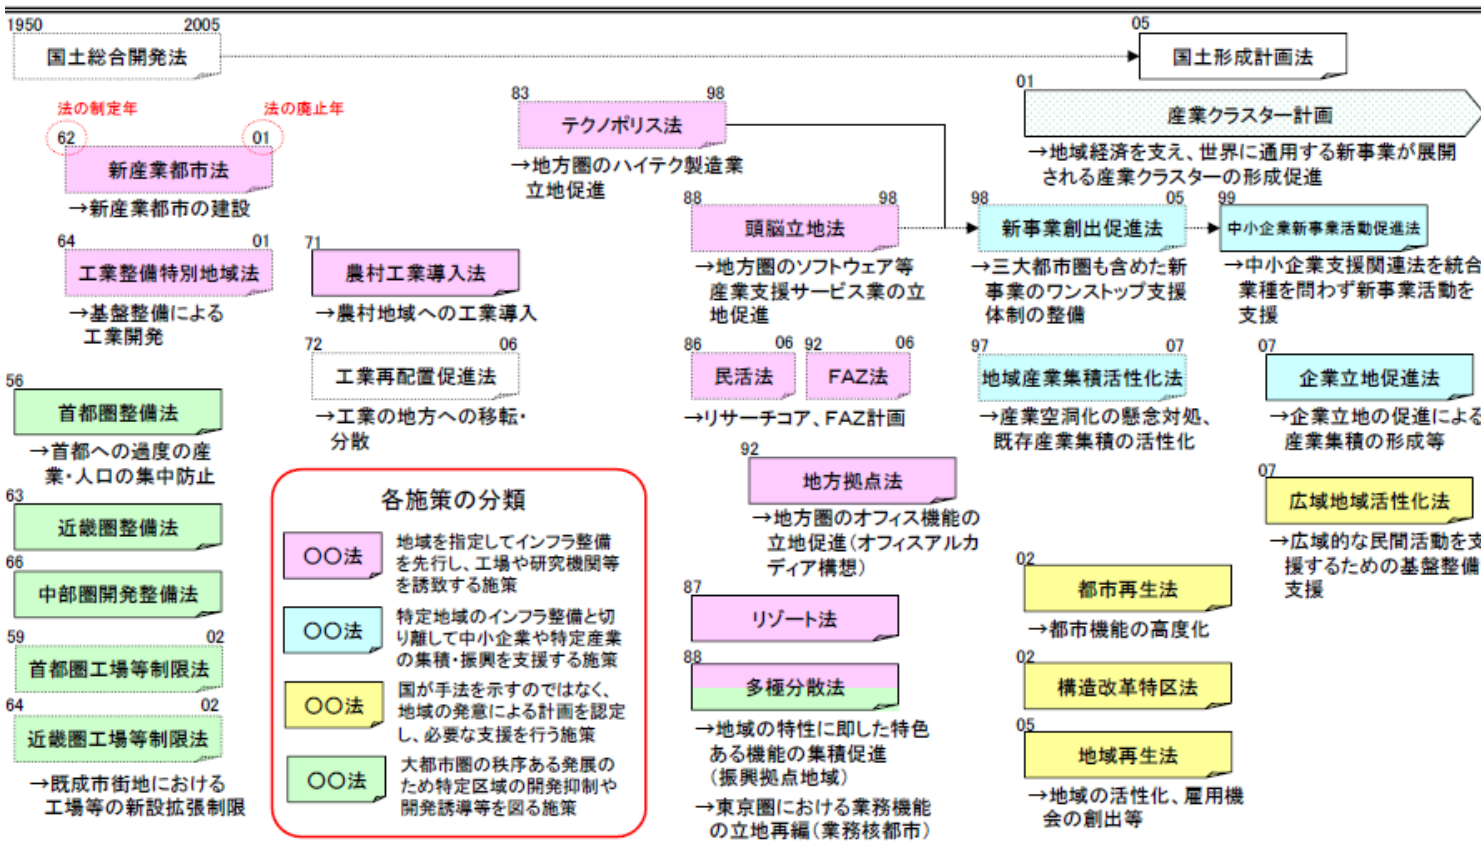 1950
2005
国土総合開発法
05
国土形成計画法
法の制定年
法の廃止年
62
01
新産業都市法
→新産業都市の建設
64
01
工業整備特別地域法
→基盤整備による
工業開発
71
農村工業導入法
→農村地域への工業導入
72
06
工業再配置促進法
→工業の地方への移転・
分散
83
98
テクノポリス法
→地方圏のハイテク製造業
立地促進
88
98
頭脳立地法
→地方圏のソフトウェア等
産業支援サービス業の立
地促進
86
06
民活法
92
06
FAZ法
→リサーチコア、FAZ計画
92
地方拠点法
→地方圏のオフィス機能の
立地促進(オフィスアルカ
ディア構想)
87
リゾート法
88
多極分散法
→地域の特性に即した特色
ある機能の集積促進
(振興拠点地域)
→東京圏における業務機能
の立地再編(業務核都市)
01
産業クラスター計画
→地域経済を支え、世界に通用する新事業が展開
される産業クラスターの形成促進
98
05
新事業創出促進法
→三大都市圏も含めた新
事業のワンストップ支援
体制の整備
99
中小企業新事業活動促進法
→中小企業支援関連法を統合
業種を問わず新事業活動を
支援
97
07
地域産業集積活性化法
→産業空洞化の懸念対処、
既存産業集積の活性化
07
企業立地促進法
→企業立地の促進による
産業集積の形成等
07
広域地域活性化法
→広域的な民間活動を支
援するための基盤整備
支援
02
都市再生法
→都市機能の高度化
02
構造改革特区法
05
地域再生法
→地域の活性化、雇用機
会の創出等
56
首都圏整備法
→首都への過度の産
業・人口の集中防止
63
近畿圏整備法
66
中部圏開発整備法
59
02
首都圏工場等制限法
64
02
近畿圏工場等制限法
→既成市街地における
工場等の新設拡張制限
各施策の分類
〇〇法
地域を指定してインフラ整備
を先行し、工場や研究機関等
を誘致する施策
〇〇法
特定地域のインフラ整備と切
り離して中小企業や特定産業
の集積・振興を支援する施策
〇〇法
国が手法を示すのではなく、
地域の発意による計画を認定
し、必要な支援を行う施策
〇〇法
大都市圏の秩序ある発展の
ため特定区域の開発抑制や
開発誘導等を図る施策